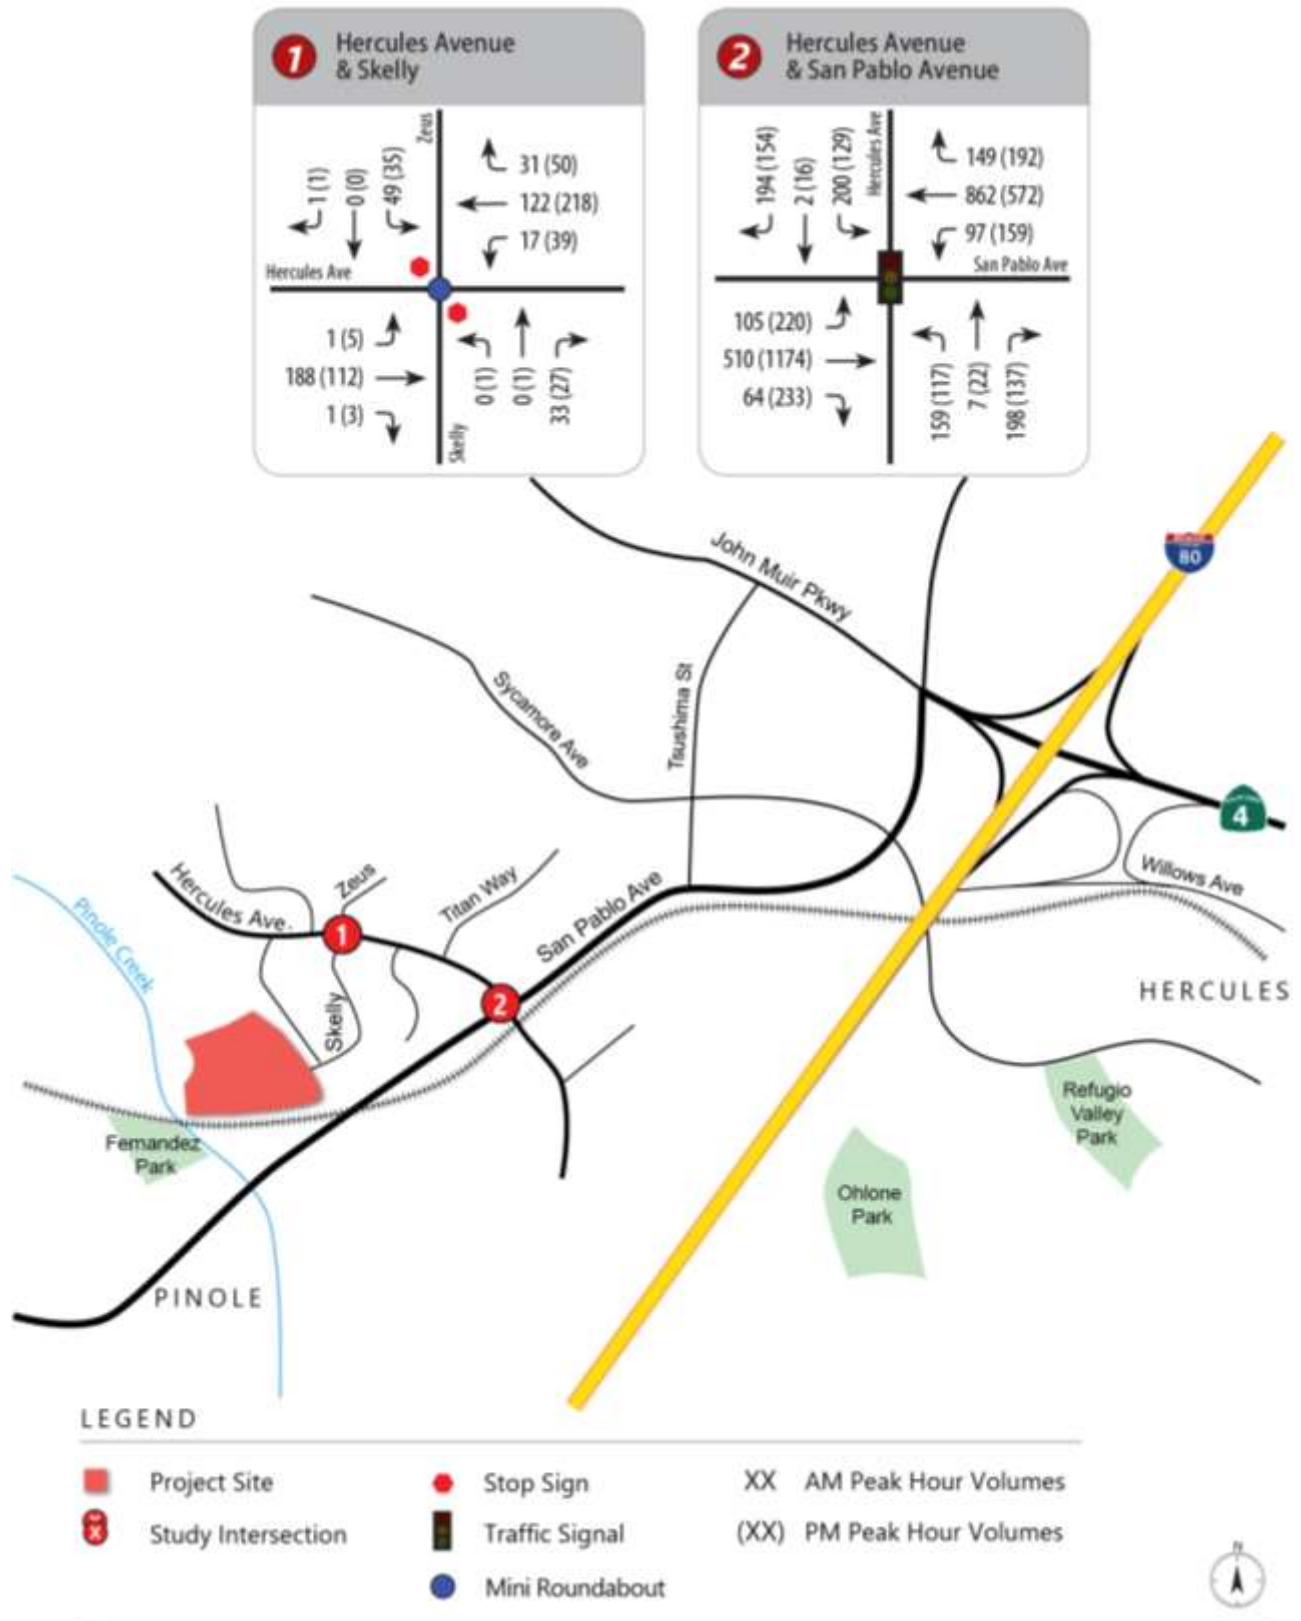 1
Hercules Avenue
& Skelly
Zeus
1 (1)
0 (0)
49 (35)
31 (50)
122 (218)
17 (39)
Hercules Ave
1 (5)
188 (112)
1 (3)
0 (1)
0 (1)
33 (27)
Skelly
2
Hercules Avenue
& San Pablo Avenue
194 (154)
2 (16)
200 (129)
Hercules Ave
149 (192)
862 (572)
97 (159)
San Pablo Ave
105 (220)
510 (1174)
64 (233)
159 (117)
7 (22)
198 (137)
John Muir Pkwy
80
Sycamore Ave
Tsushima St
4
Willows Ave
Hercules Ave.
Zeus
Titan Way
San Pablo Ave
Pinole Creek
1
2
Skelly
HERCULES
Fernandez
Park
Refugio
Valley
Park
Ohlone
Park
PINOLE
LEGEND
Project Site
Stop Sign
XX AM Peak Hour Volumes
X
Study Intersection
Traffic Signal
(XX) PM Peak Hour Volumes
Mini Roundabout
N